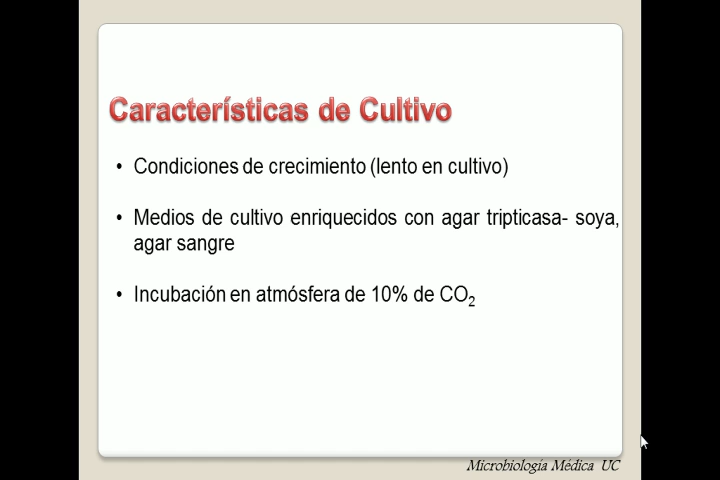 Características de Cultivo
• Condiciones de crecimiento (lento en cultivo)
• Medios de cultivo enriquecidos con agar tripticasa- soya,
agar sangre
• Incubación en atmósfera de 10% de CO₂
Microbiología Médica UC